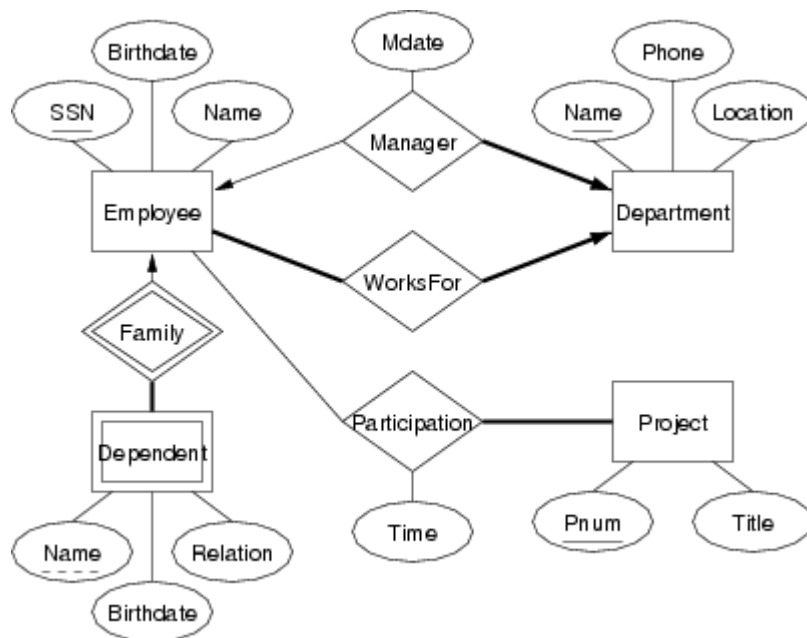 Birthdate
Mdate
Phone
SSN
Name
Name
Location
Manager
Employee
Department
WorksFor
Family
Participation
Project
Dependent
Name
Relation
Time
Pnum
Title
Birthdate